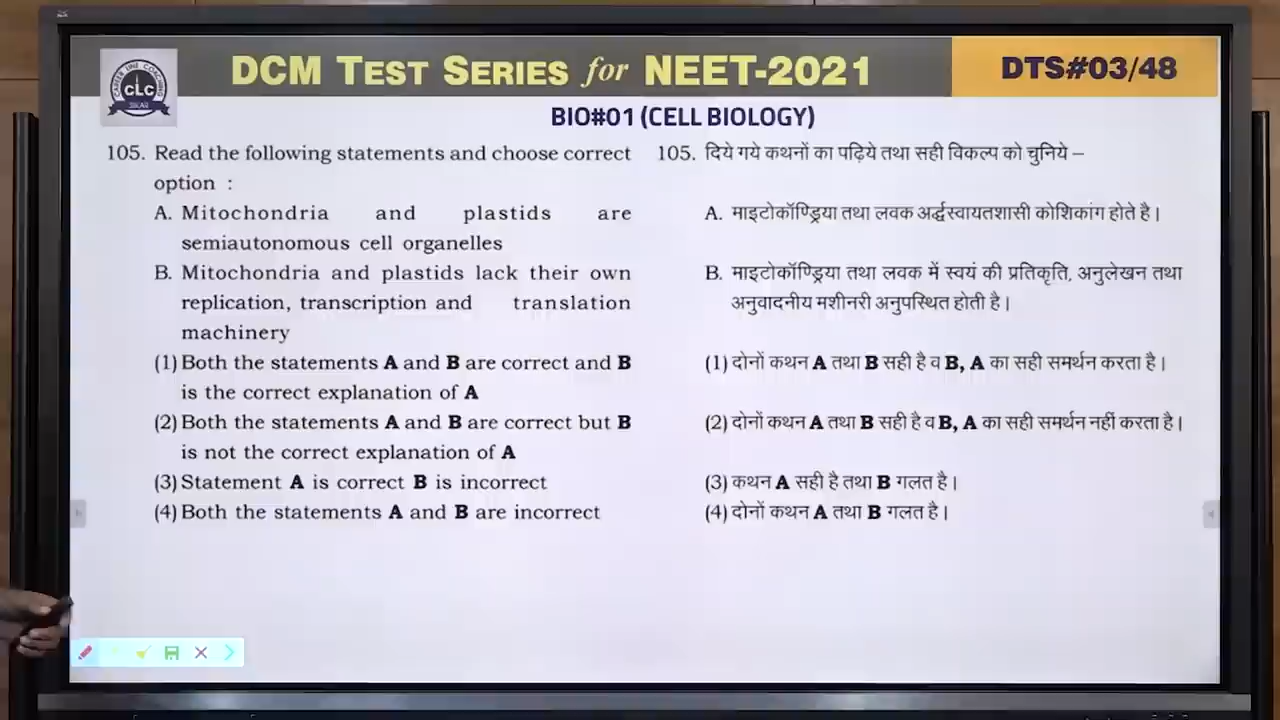 CAREER LINE COACHING
CLC
SIKAR
DCM TEST SERIES for NEET-2021
DTS#03/48
BIO#01 (CELL BIOLOGY)
105. Read the following statements and choose correct
option :
A. Mitochondria and plastids are
semiautonomous cell organelles
B. Mitochondria and plastids lack their own
replication, transcription and translation
machinery
(1) Both the statements A and B are correct and B
is the correct explanation of A
(2) Both the statements A and B are correct but B
is not the correct explanation of A
(3) Statement A is correct B is incorrect
(4) Both the statements A and B are incorrect
105. दिये गये कथनों का पढ़िये तथा सही विकल्प को चुनिये –
A. माइटोकॉण्ड्रिया तथा लवक अर्द्धस्वायतशासी कोशिकांग होते है।
B. माइटोकॉण्ड्रिया तथा लवक में स्वयं की प्रतिकृति, अनुलेखन तथा
अनुवादनीय मशीनरी अनुपस्थित होती है।
(1) दोनों कथन A तथा B सही है व B, A का सही समर्थन करता है।
(2) दोनों कथन A तथा B सही है व B, A का सही समर्थन नहीं करता है।
(3) कथन A सही है तथा B गलत है।
(4) दोनों कथन A तथा B गलत है।